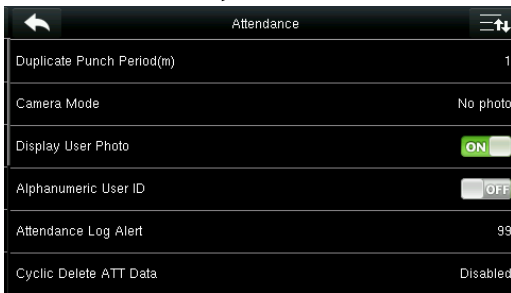 Attendance
Duplicate Punch Period(m) 1
Camera Mode No photo
Display User Photo ON
Alphanumeric User ID OFF
Attendance Log Alert 99
Cyclic Delete ATT Data Disabled